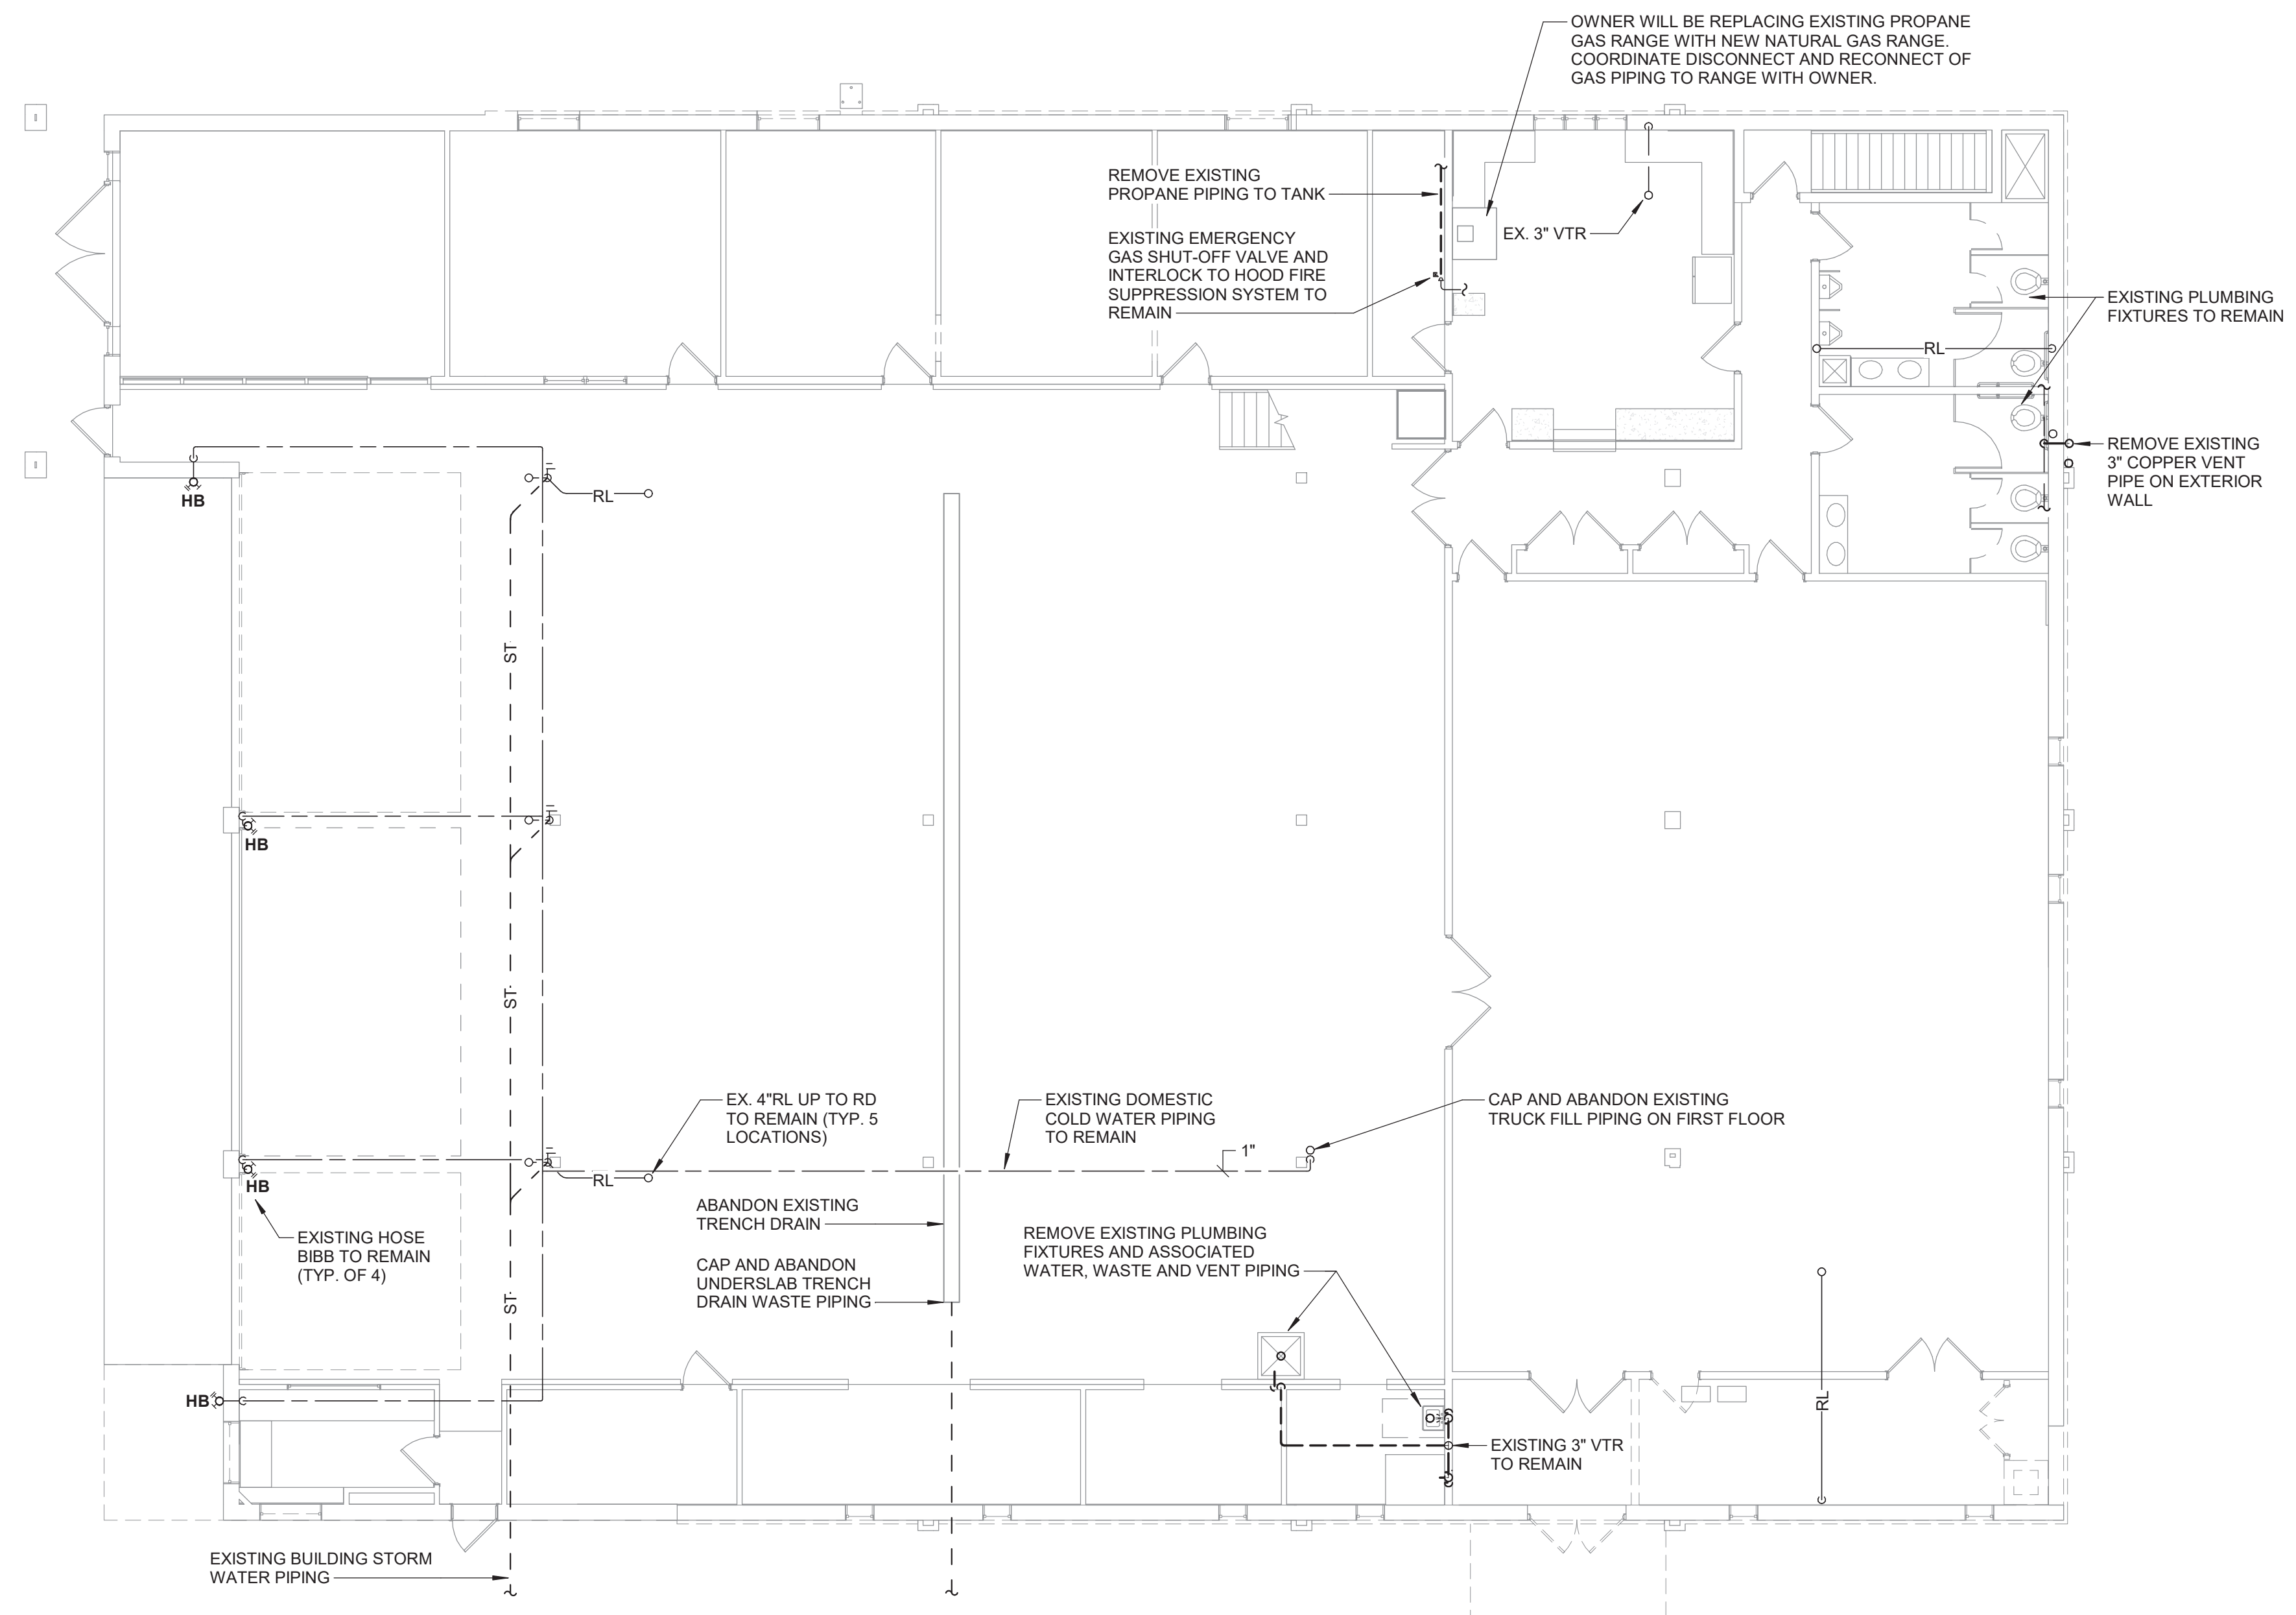 OWNER WILL BE REPLACING EXISTING PROPANE
GAS RANGE WITH NEW NATURAL GAS RANGE.
COORDINATE DISCONNECT AND RECONNECT OF
GAS PIPING TO RANGE WITH OWNER.
REMOVE EXISTING
PROPANE PIPING TO TANK
EX. 3" VTR
EXISTING EMERGENCY
GAS SHUT-OFF VALVE AND
INTERLOCK TO HOOD FIRE
SUPPRESSION SYSTEM TO
REMAIN
EXISTING PLUMBING
FIXTURES TO REMAIN
RL
REMOVE EXISTING
3" COPPER VENT
PIPE ON EXTERIOR
WALL
HB
RL
ST
HB
ST
EX. 4"RL UP TO RD
TO REMAIN (TYP. 5
LOCATIONS)
EXISTING DOMESTIC
COLD WATER PIPING
TO REMAIN
1"
CAP AND ABANDON EXISTING
TRUCK FILL PIPING ON FIRST FLOOR
HB
RL
ABANDON EXISTING
TRENCH DRAIN
EXISTING HOSE
BIBB TO REMAIN
(TYP. OF 4)
CAP AND ABANDON
UNDERSLAB TRENCH
DRAIN WASTE PIPING
REMOVE EXISTING PLUMBING
FIXTURES AND ASSOCIATED
WATER, WASTE AND VENT PIPING
ST
HB
RL
EXISTING 3" VTR
TO REMAIN
EXISTING BUILDING STORM
WATER PIPING